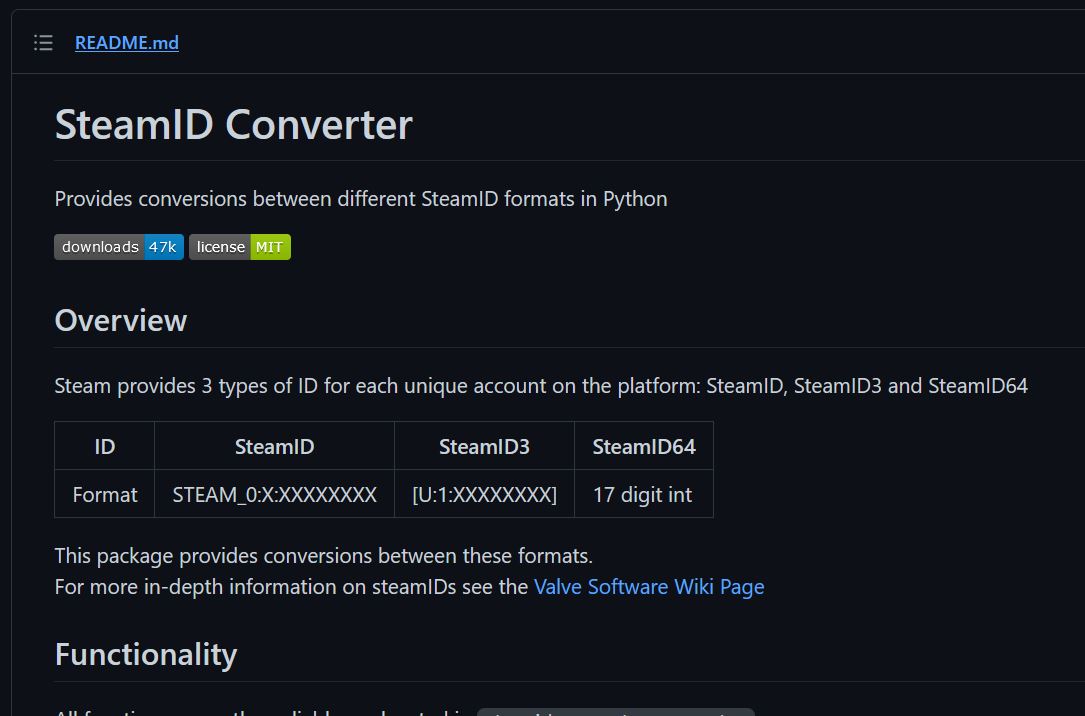 README.md
SteamID Converter
Provides conversions between different SteamID formats in Python
downloads 47k license MIT
Overview
Steam provides 3 types of ID for each unique account on the platform: SteamID, SteamID3 and SteamID64
ID SteamID SteamID3 SteamID64
Format STEAM_0:X:XXXXXXXX [U:1:XXXXXXXX] 17 digit int
This package provides conversions between these formats.
For more in-depth information on steamIDs see the Valve Software Wiki Page
Functionality